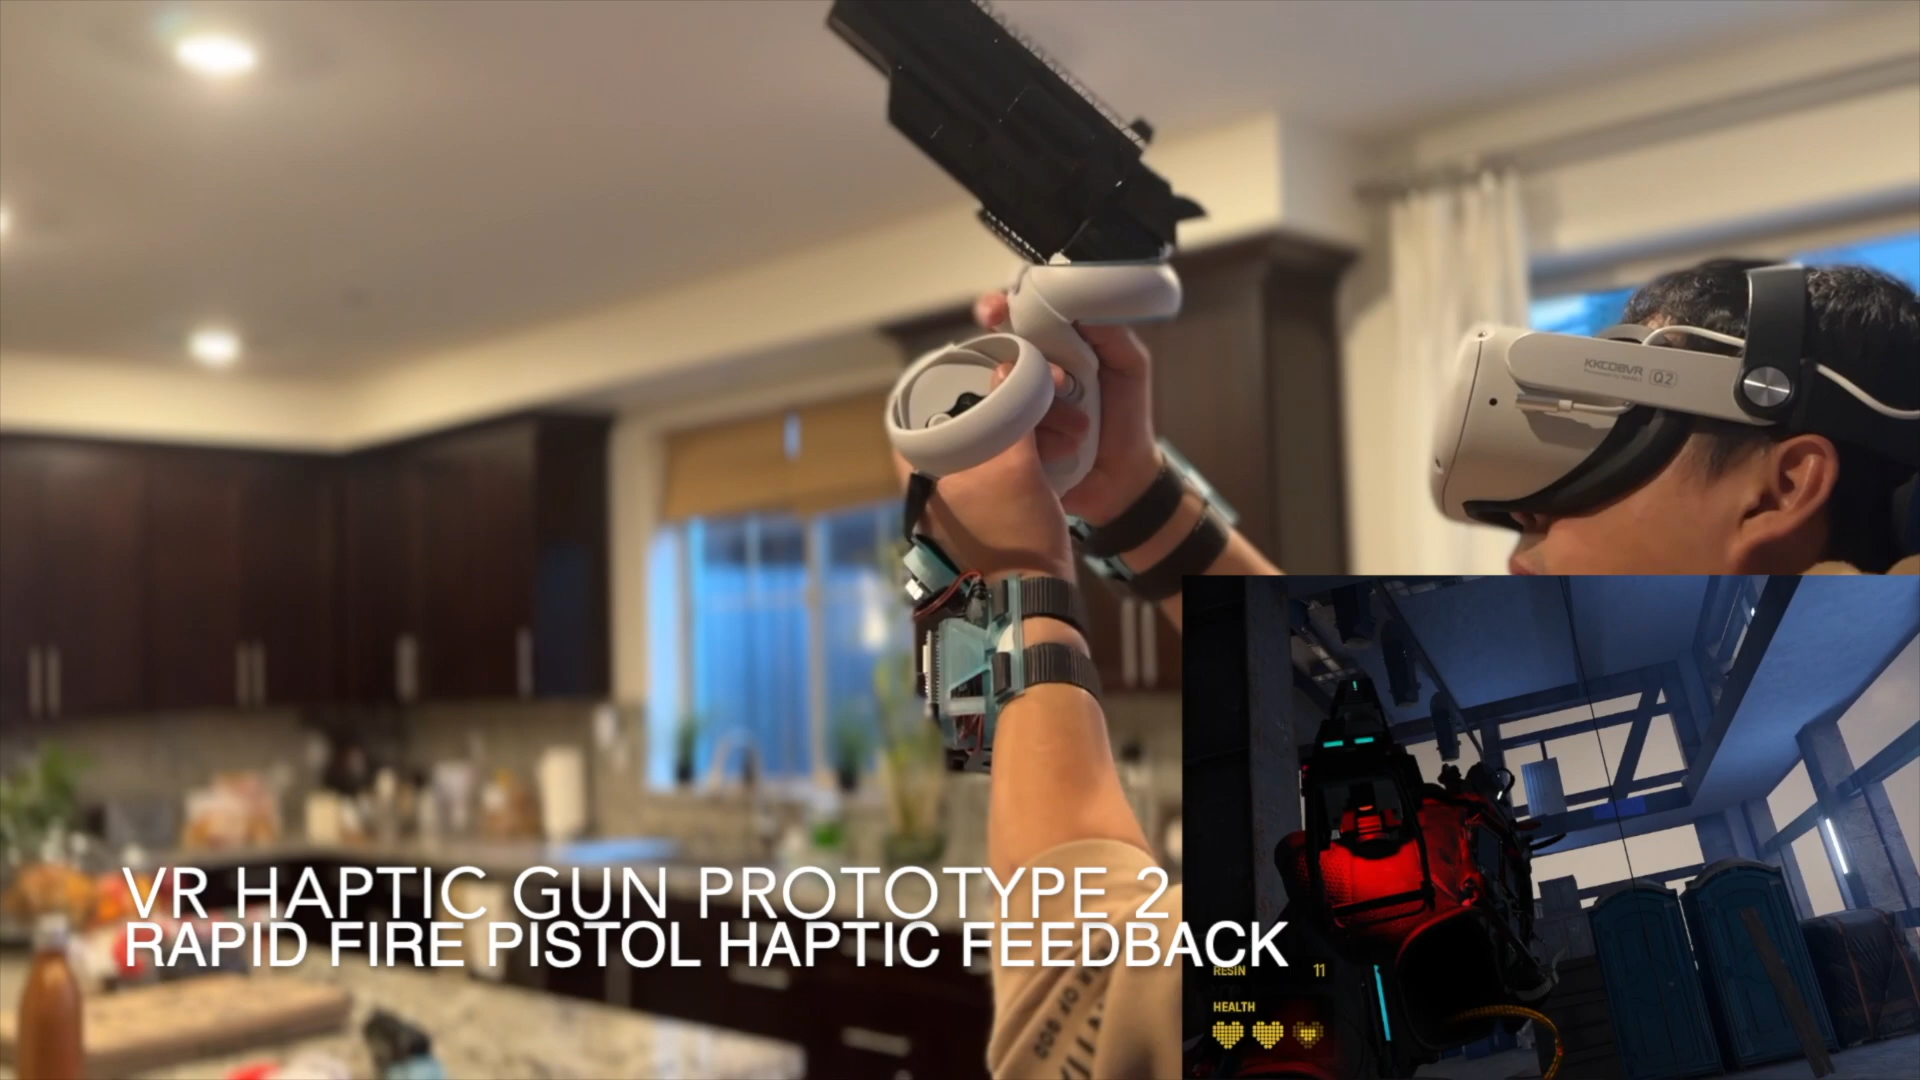 KKCOBVR
Q2
VR HAPTIC GUN PROTOTYPE 2
RAPID FIRE PISTOL HAPTIC FEEDBACK
RESIN 11
HEALTH